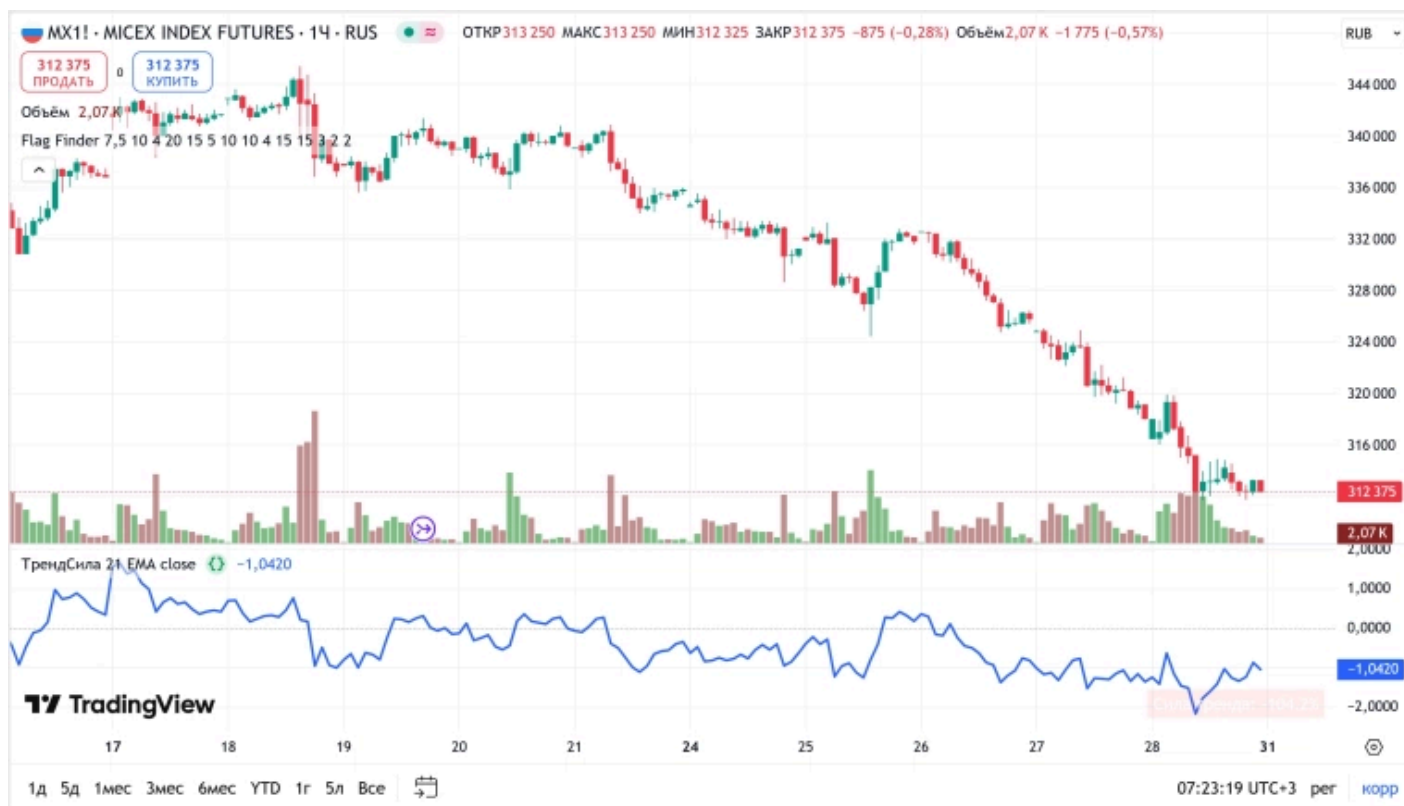 MX1! · MICEX INDEX FUTURES · 1Ч · RUS ОТКР313 250 МАКС313 250 МИН312 325 ЗАКР312 375 −875 (−0,28%) Объём2,07 K −1 775 (−0,57%) RUB
312 375 ПРОДАТЬ 0 312 375 КУПИТЬ
Объём 2,07 K
Flag Finder 7,5 10 4 20 15 5 10 10 4 15 15 3 2 2
344 000
340 000
336 000
332 000
328 000
324 000
320 000
316 000
312 375
2,07 K
2,0000
ТрендСила 21 EMA close −1,0420
1,0000
0,0000
−1,0420
−2,0000
TradingView
17 18 19 20 21 24 25 26 27 28 31
1д 5д 1мес 3мес 6мес YTD 1г 5л Все 07:23:19 UTC+3 рег корр